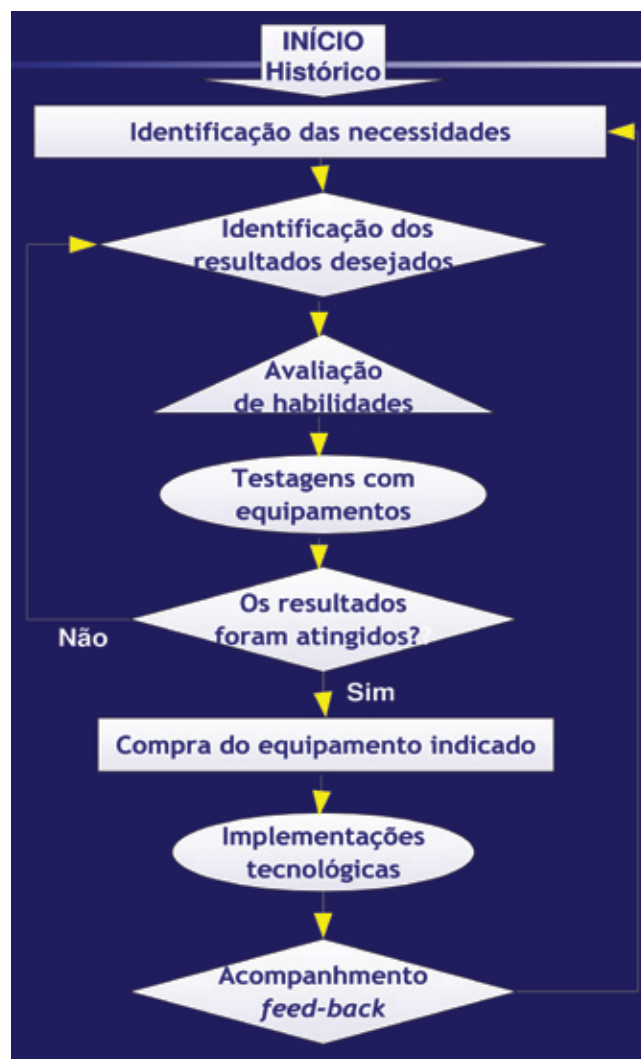 INÍCIO
Histórico
Identificação das necessidades
Identificação dos
resultados desejados
Avaliação
de habilidades
Testagens com
equipamentos
Os resultados
foram atingidos??
Não
Sim
Compra do equipamento indicado
Implementações
tecnológicas
Acompanhmento
feed-back